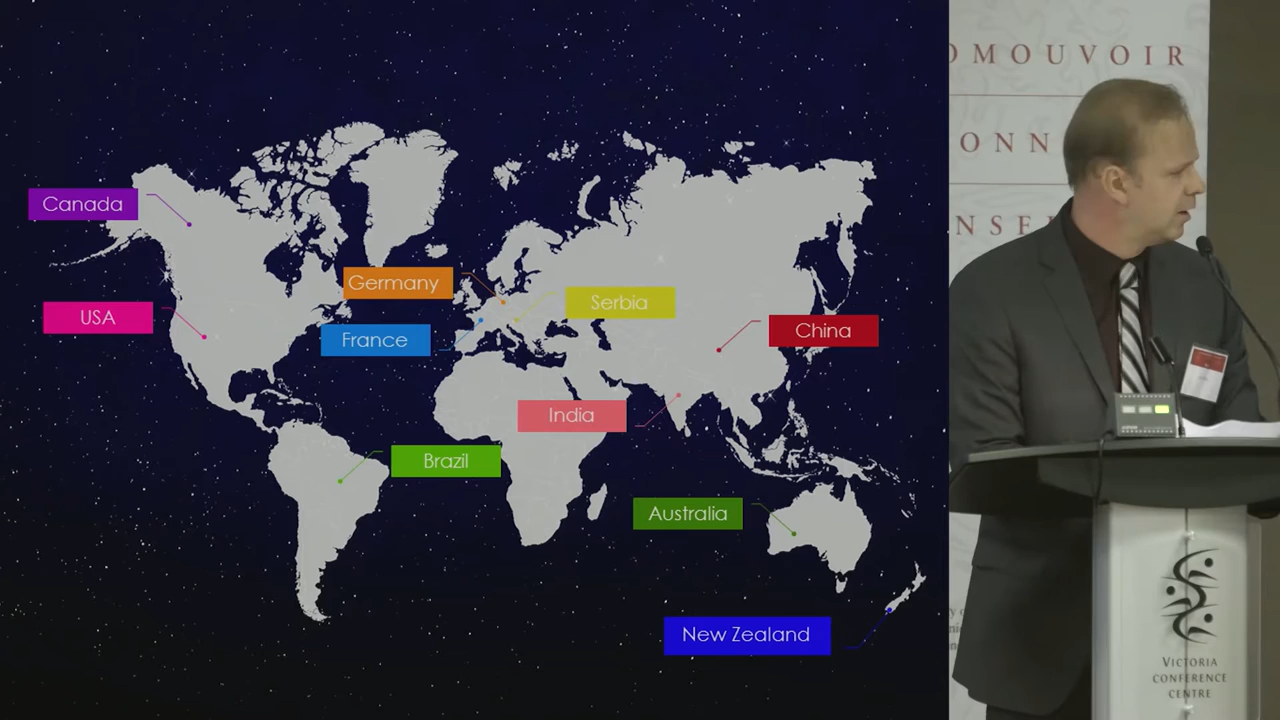 Canada
Germany
Serbia
USA
France
China
India
Brazil
Australia
New Zealand
OMOUVOIR
ONN
NSE
VICTORIA
CONFERENCE
CENTRE